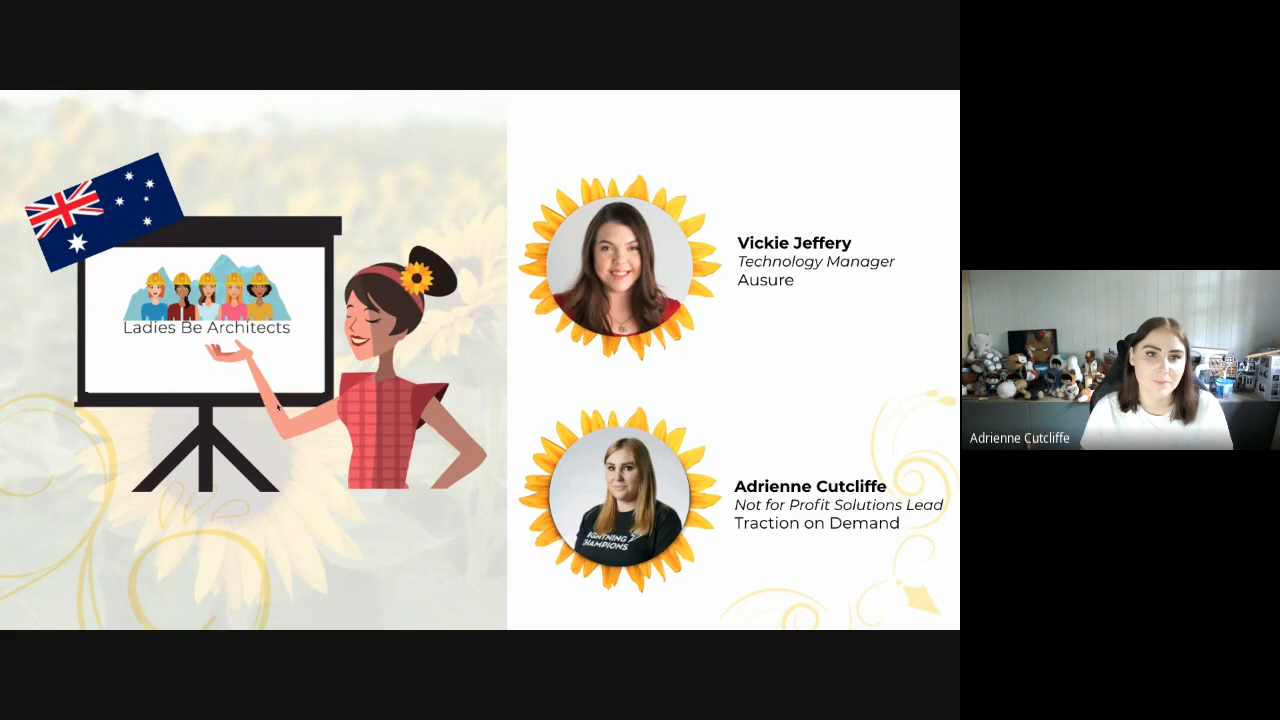 Ladies Be Architects
Vickie Jeffery
Technology Manager
Ausure
Adrienne Cutcliffe
Not for Profit Solutions Lead
Traction on Demand
LIGHTNING
CHAMPIONS
Adrienne Cutcliffe